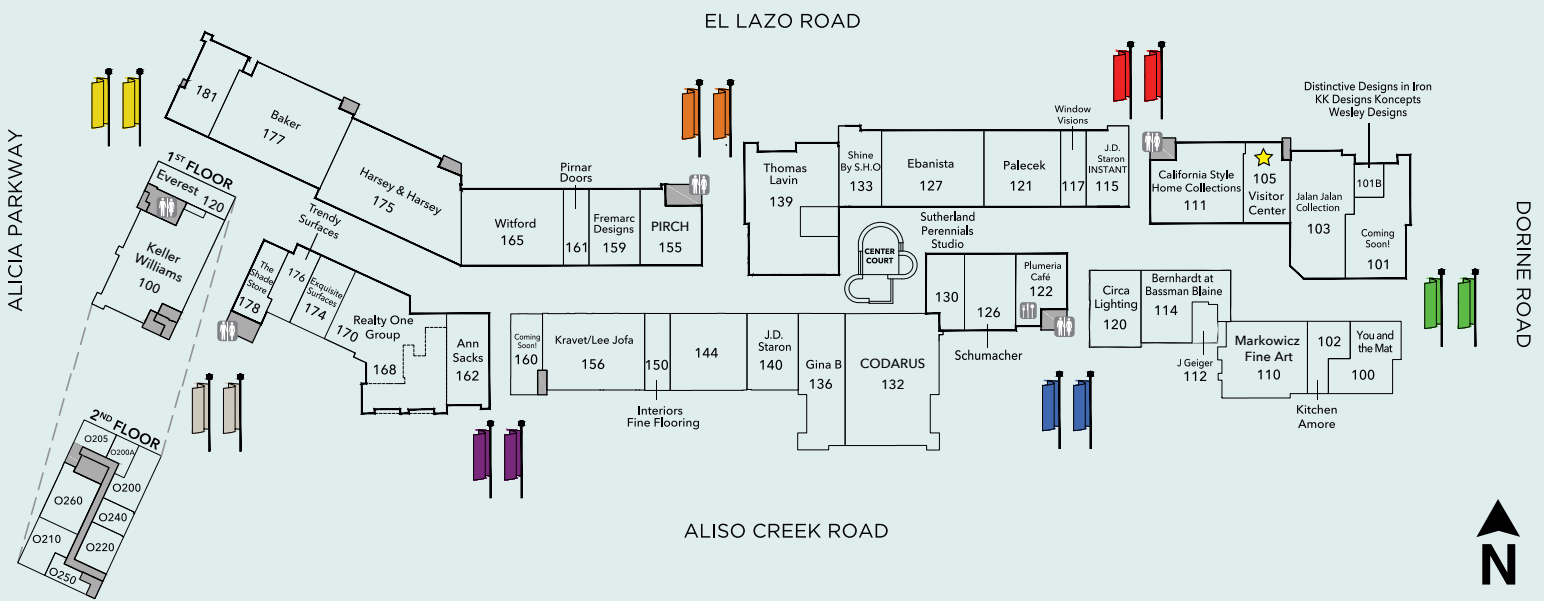 EL LAZO ROAD
ALICIA PARKWAY
DORINE ROAD
ALISO CREEK ROAD
N
181
Baker
177
Harsey & Harsey
175
Witford
165
Pirnar
Doors
161
Fremarc
Designs
159
PIRCH
155
Thomas
Lavin
139
Shine
By S.H.O
133
Ebanista
127
Palecek
121
Window
Visions
117
J.D.
Staron
INSTANT
115
California Style
Home Collections
111
105
Visitor
Center
Jalan Jalan
Collection
103
Distinctive Designs in Iron
KK Designs Koncepts
Wesley Designs
101B
Coming
Soon!
101
1ST FLOOR
Everest 120
Keller
Williams
100
2ND FLOOR
O205
O200A
O200
O260
O240
O210
O220
O250
The
Shade
Store
178
Trendy
Surfaces
176
Exquisite
Surfaces
174
170
Realty One
Group
168
Ann
Sacks
162
Coming
Soon!
160
Kravet/Lee Jofa
156
150
Interiors
Fine Flooring
144
J.D.
Staron
140
Gina B
136
CODARUS
132
CENTER
COURT
Sutherland
Perennials
Studio
130
126
Schumacher
Plumeria
Café
122
Circa
Lighting
120
Bernhardt at
Bassman Blaine
114
J Geiger
112
Markowicz
Fine Art
110
102
Kitchen
Amore
You and
the Mat
100